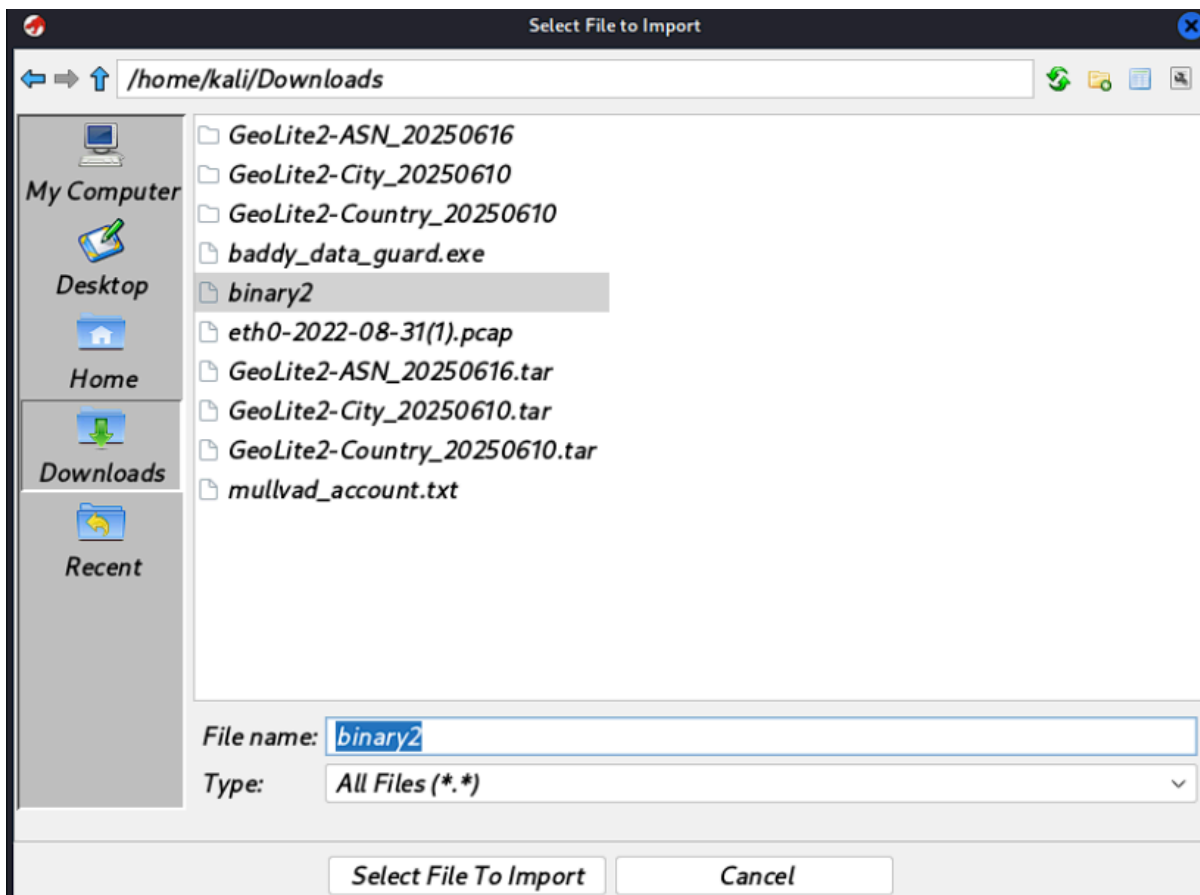 Select File to Import
/home/kali/Downloads
My Computer
Desktop
Home
Downloads
Recent
GeoLite2-ASN_20250616
GeoLite2-City_20250610
GeoLite2-Country_20250610
baddy_data_guard.exe
binary2
eth0-2022-08-31(1).pcap
GeoLite2-ASN_20250616.tar
GeoLite2-City_20250610.tar
GeoLite2-Country_20250610.tar
mullvad_account.txt
File name: binary2
Type: All Files (*.*)
Select File To Import Cancel